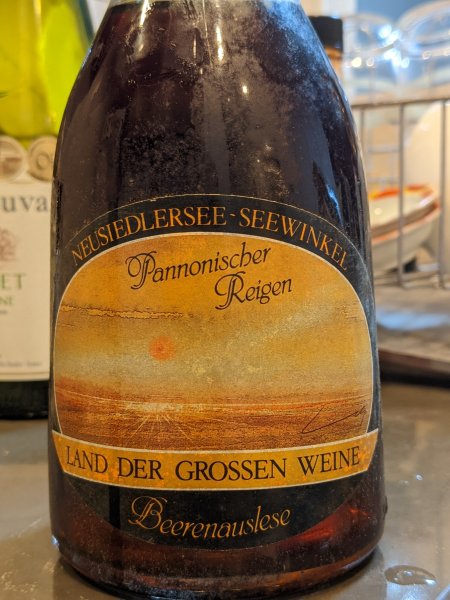 NEUSIEDLERSEE-SEEWINKEL
Pannonischer
Reigen
LAND DER GROSSEN WEINE
Beerenauslese